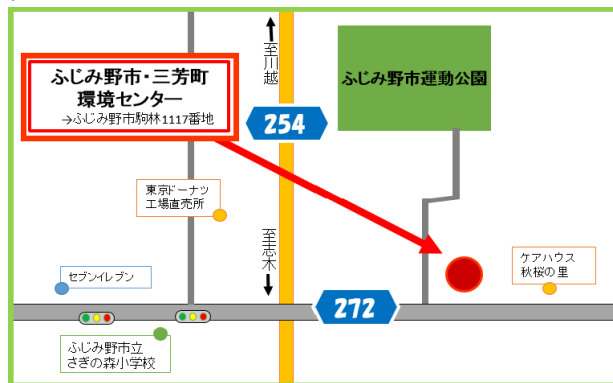 至川越
ふじみ野市・三芳町
環境センター
→ふじみ野市駒林1117番地
ふじみ野市運動公園
254
東京ドーナツ
工場直売所
至志木
セブンイレブン
ケアハウス
秋桜の里
272
ふじみ野市立
さぎの森小学校